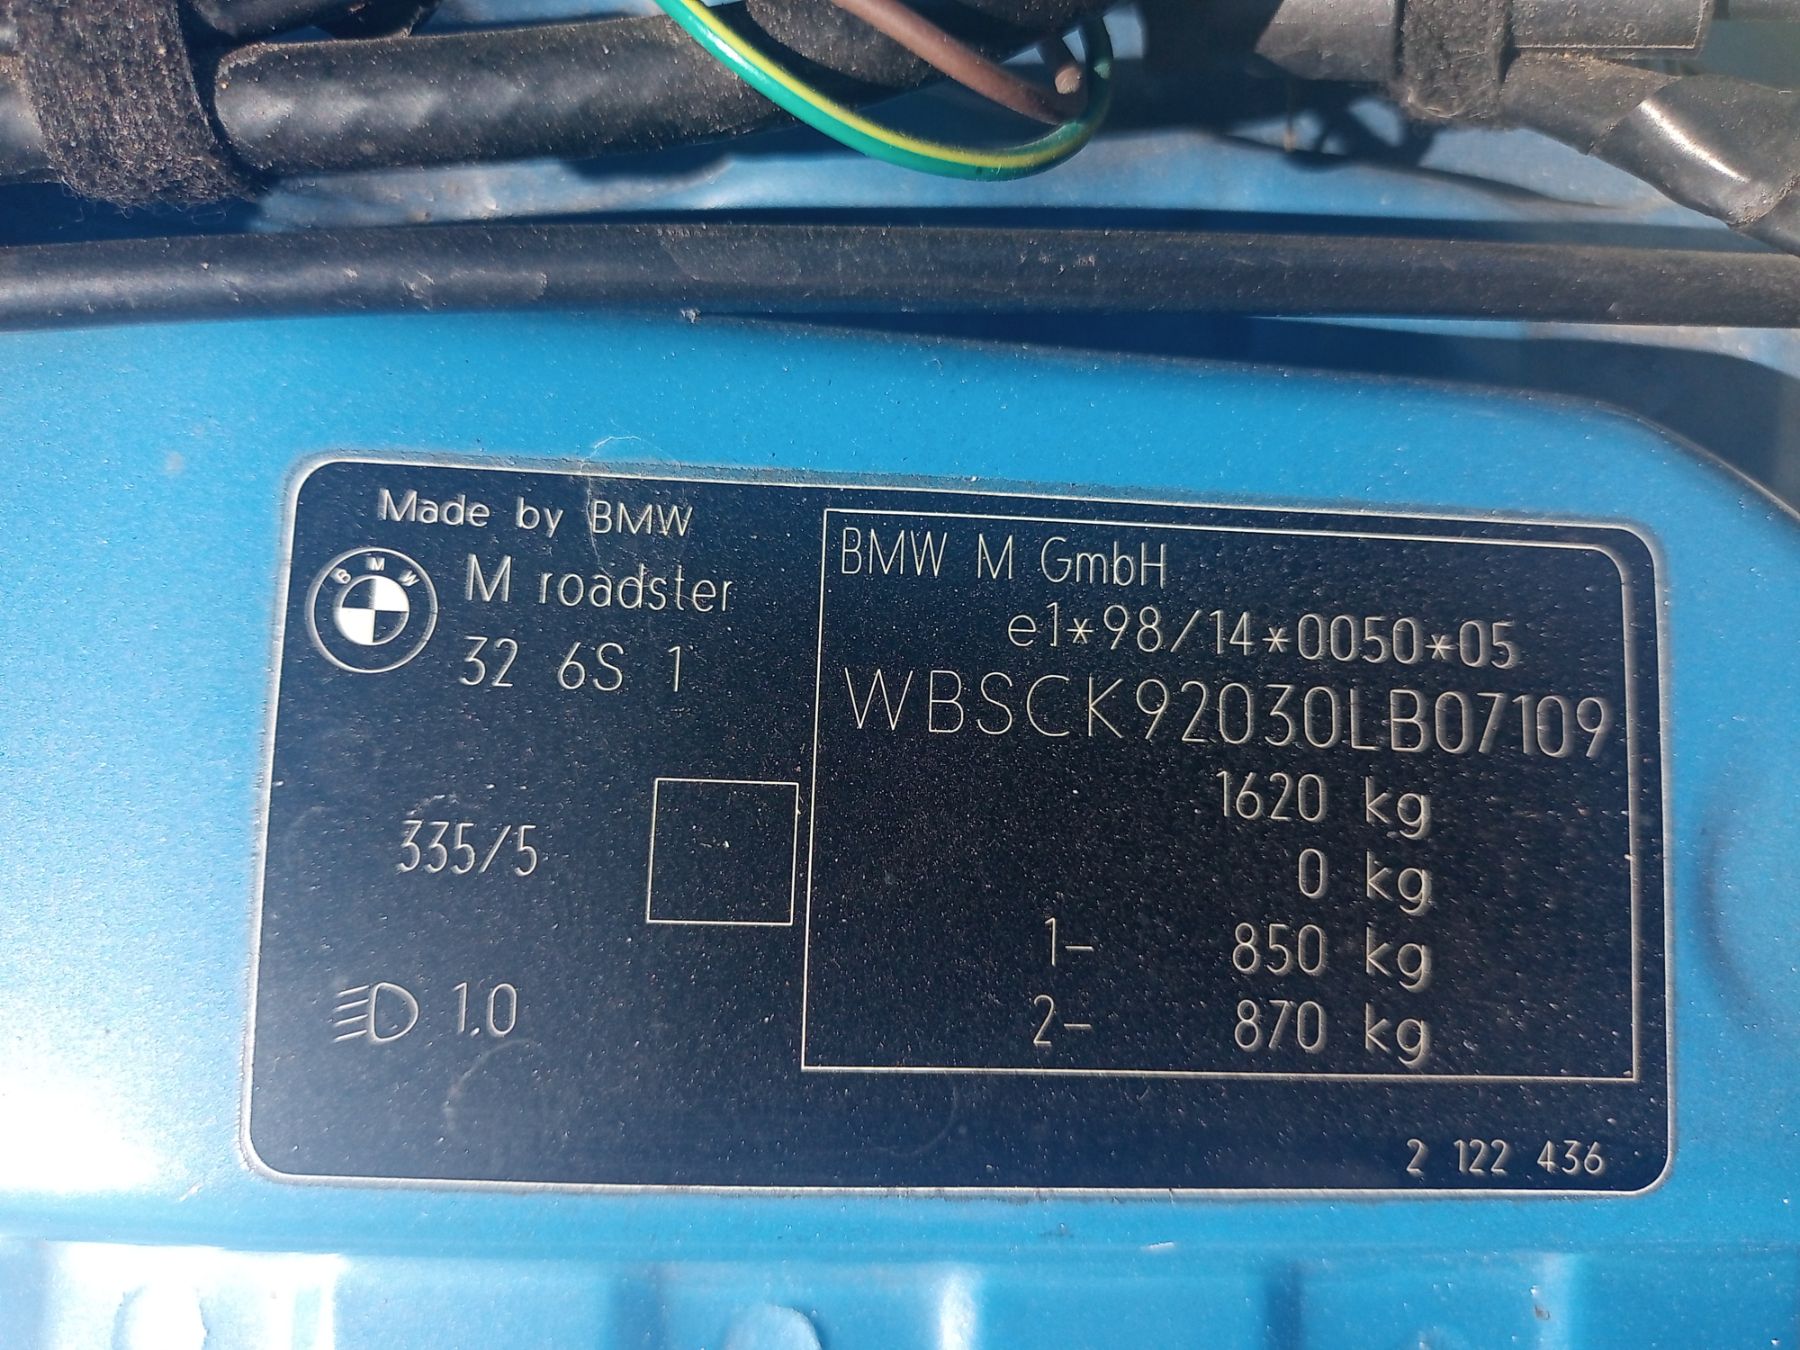 Made by BMW
BMW
M roadster
32 6S 1
335/5
1.0
BMW M GmbH
e1*98/14*0050*05
WBSCK92030LB07109
1620 kg
0 kg
1- 850 kg
2- 870 kg
2 122 436